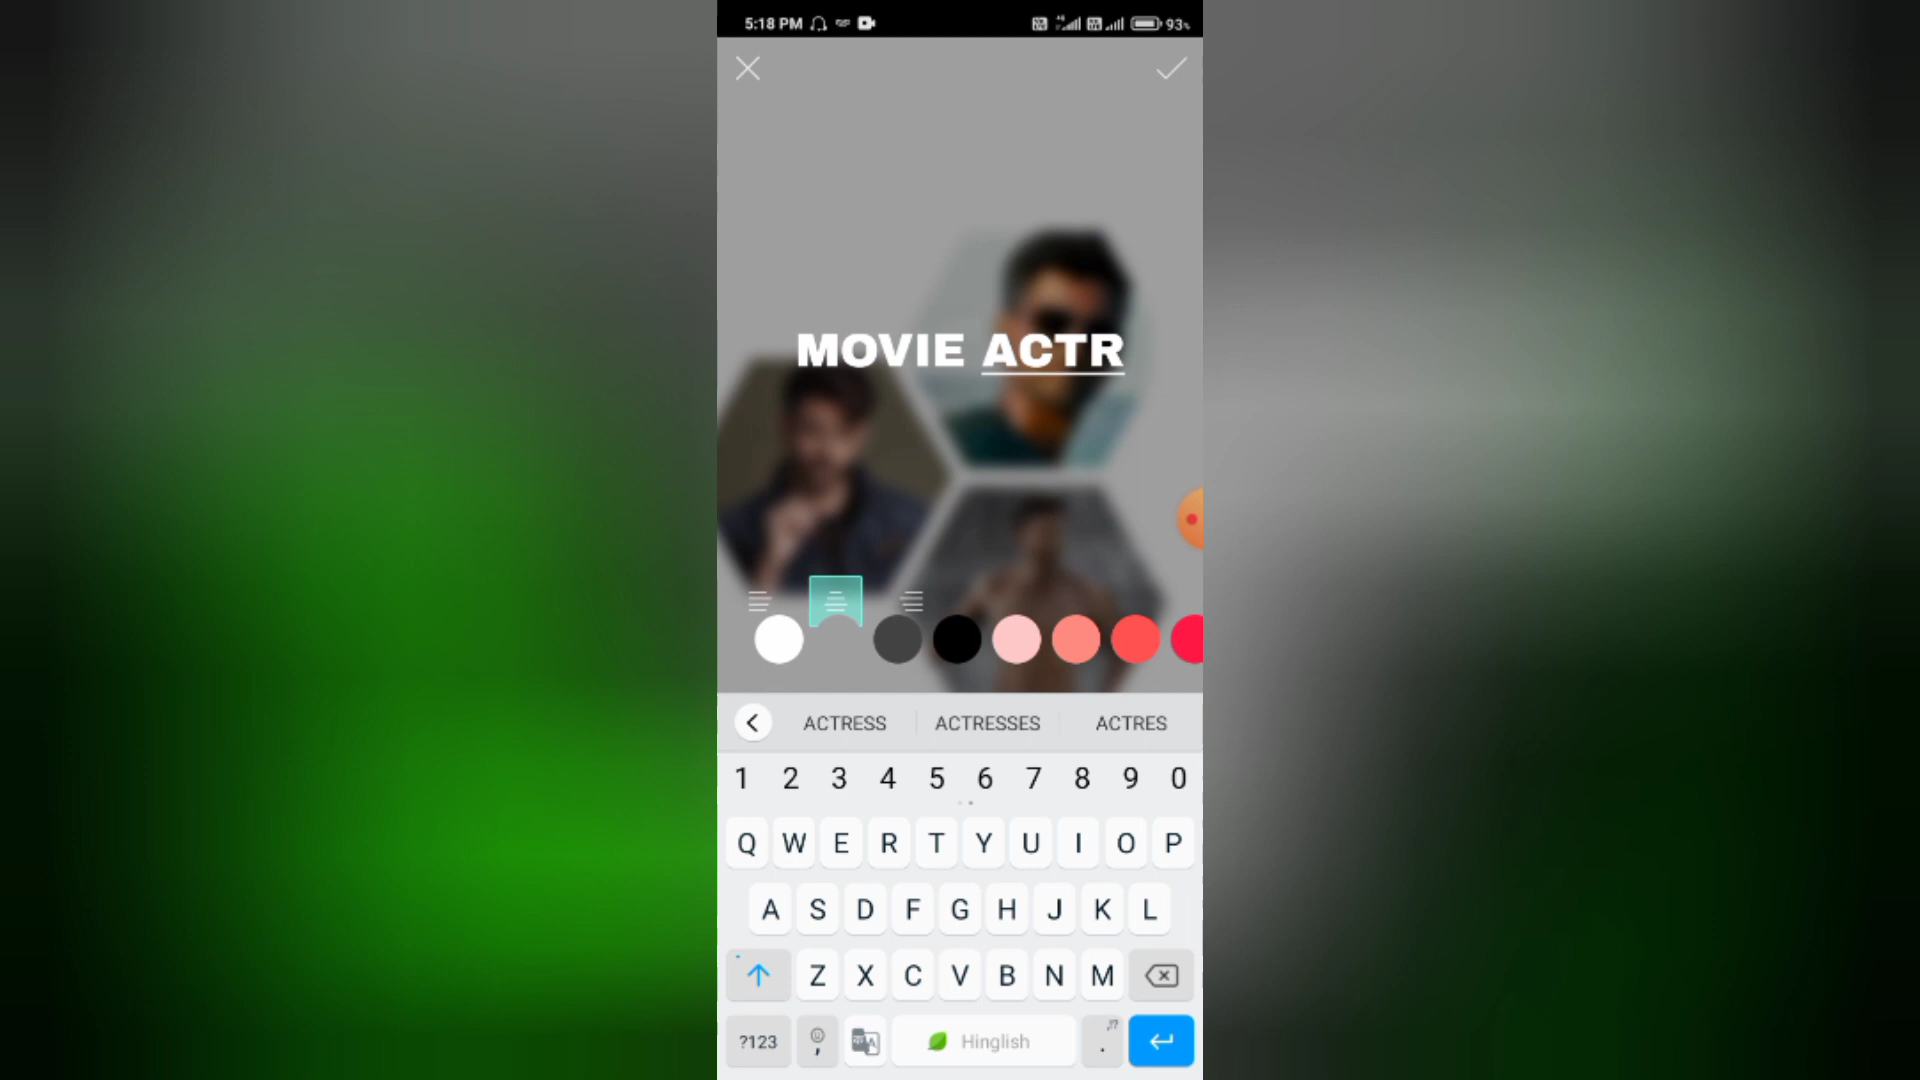 5:18 PM 93%
MOVIE ACTR
ACTRESS ACTRESSES ACTRES
1 2 3 4 5 6 7 8 9 0
Q W E R T Y U I O P
A S D F G H J K L
Z X C V B N M
?123 , Hinglish .